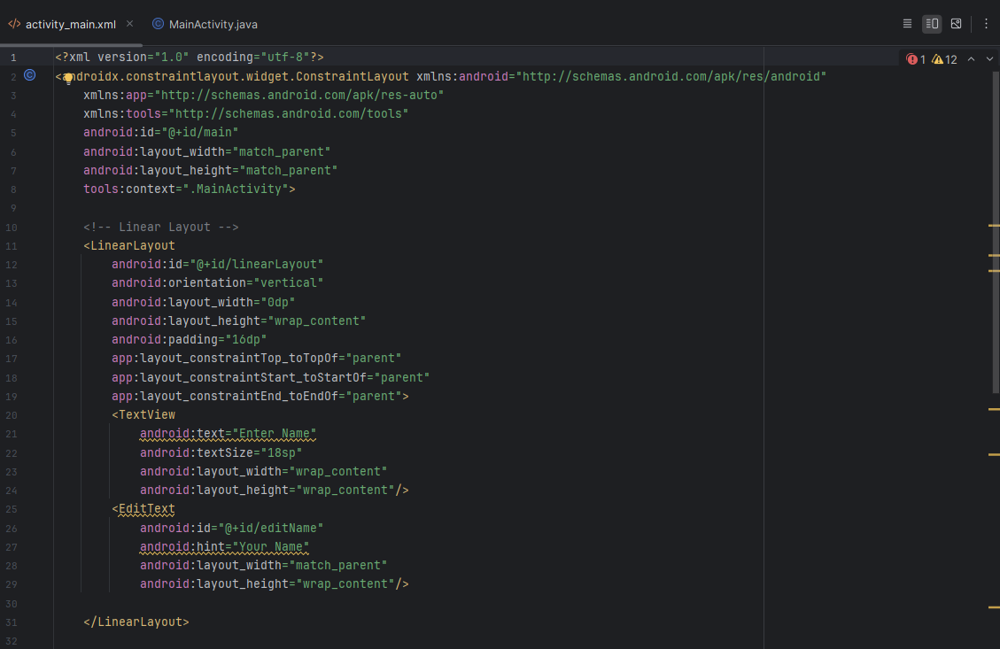 activity_main.xml MainActivity.java
1 <?xml version="1.0" encoding="utf-8"?> 1 12
2 <androidx.constraintlayout.widget.ConstraintLayout xmlns:android="http://schemas.android.com/apk/res/android"
3 xmlns:app="http://schemas.android.com/apk/res-auto"
4 xmlns:tools="http://schemas.android.com/tools"
5 android:id="@+id/main"
6 android:layout_width="match_parent"
7 android:layout_height="match_parent"
8 tools:context=".MainActivity">
9
10 <!-- Linear Layout -->
11 <LinearLayout
12 android:id="@+id/linearLayout"
13 android:orientation="vertical"
14 android:layout_width="0dp"
15 android:layout_height="wrap_content"
16 android:padding="16dp"
17 app:layout_constraintTop_toTopOf="parent"
18 app:layout_constraintStart_toStartOf="parent"
19 app:layout_constraintEnd_toEndOf="parent">
20 <TextView
21 android:text="Enter Name"
22 android:textSize="18sp"
23 android:layout_width="wrap_content"
24 android:layout_height="wrap_content"/>
25 <EditText
26 android:id="@+id/editName"
27 android:hint="Your Name"
28 android:layout_width="match_parent"
29 android:layout_height="wrap_content"/>
30
31 </LinearLayout>
32